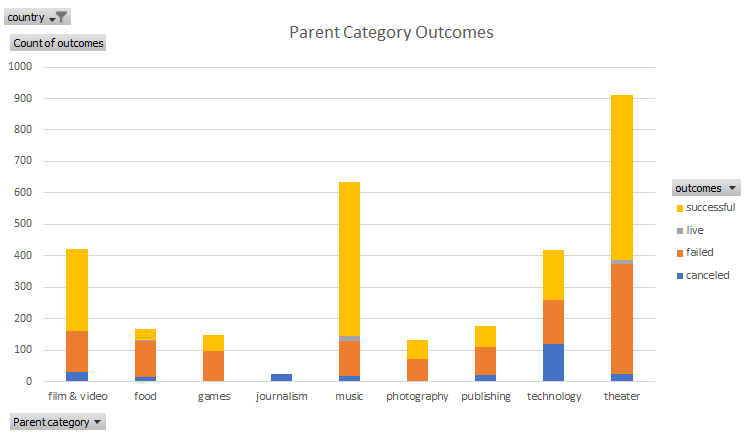 country
Count of outcomes
Parent Category Outcomes
1000
900
800
700
600
500
400
300
200
100
0
film & video food games journalism music photography publishing technology theater
outcomes
successful
live
failed
canceled
Parent category